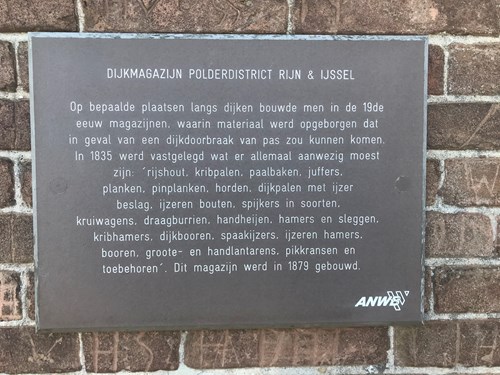 DIJKMAGAZIJN POLDERDISTRICT RIJN & IJSSEL
Op bepaalde plaatsen langs dijken bouwde men in de 19de
eeuw magazijnen, waarin materiaal werd opgeborgen dat
in geval van een dijkdoorbraak van pas zou kunnen komen.
In 1835 werd vastgelegd wat er allemaal aanwezig moest
zijn: 'rijshout, kribpalen, paalbaken, juffers,
planken, pinplanken, horden, dijkpalen met ijzer
beslag, ijzeren bouten, spijkers in soorten,
kruiwagens, draagburrien, handheijen, hamers en sleggen,
kribhamers, dijkbooren, spaakijzers, ijzeren hamers,
booren, groote- en handlantarens, pikkransen en
toebehoren'. Dit magazijn werd in 1879 gebouwd.
ANWB